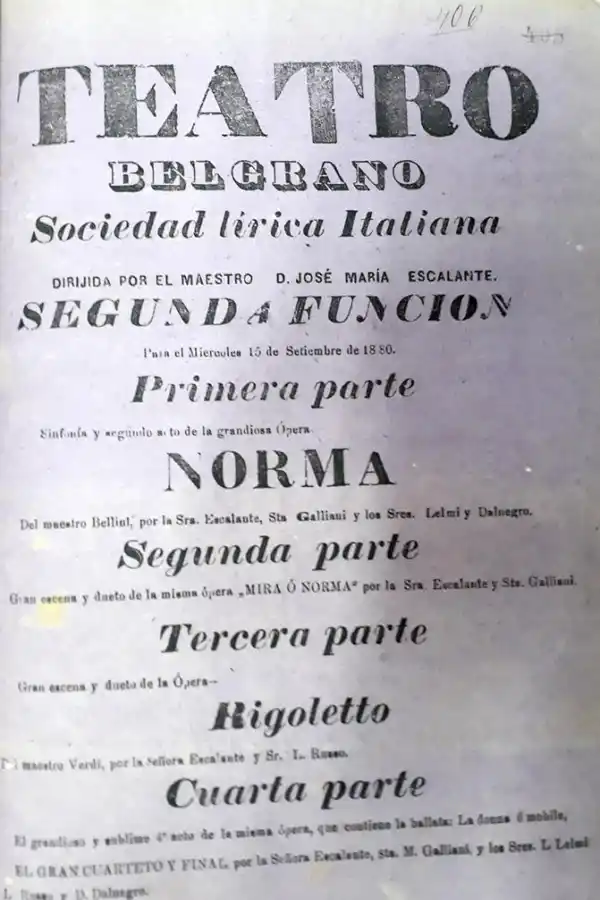 406
TEATRO
BELGRANO
Sociedad lírica Italiana
DIRIJIDA POR EL MAESTRO D. JOSÉ MARÍA ESCALANTE.
SEGUNDA FUNCION
Para el Miercoles 15 de Setiembre de 1880.
Primera parte
Sinfonía y segundo acto de la grandiosa Ópera.
NORMA
Del maestro Bellini, por la Sra. Escalante, Sta Galliani y los Sres. Lelmi y Dalnegro.
Segunda parte
Gran escena y dueto de la misma ópera „MIRA Ó NORMA" por la Sra. Escalante y Sta. Galliani.
Tercera parte
Gran escena y dueto de la Ópera—
Rigoletto
Del maestro Verdi, por la Señora Escalante y Sr. L. Russo.
Cuarta parte
El grandioso y sublime 4º acto de la misma ópera, que contiene la ballata: La donna é mobile,
EL GRAN CUARTETO Y FINAL por la Señora Escalante, Sta. M. Galliani, y los Sres. L Lelmi
L. Russo y D. Dalnegro.